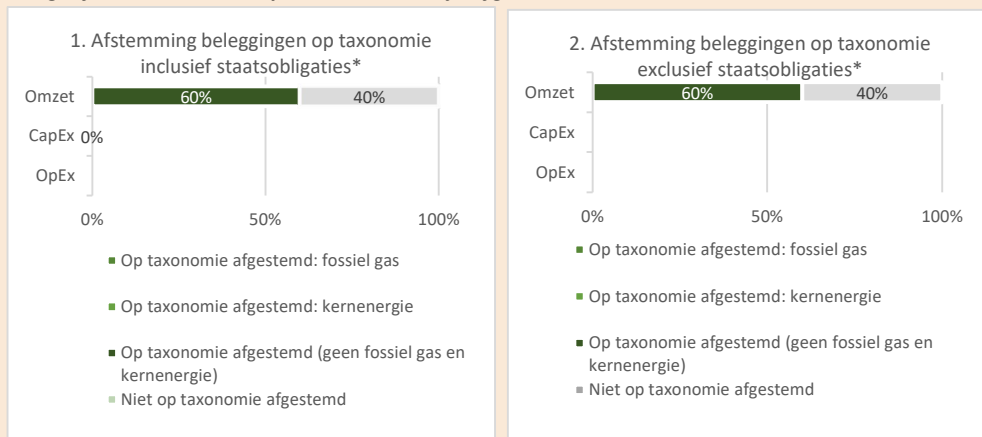 1. Afstemming beleggingen op taxonomie
inclusief staatsobligaties*
Omzet 60% 40%
CapEx 0%
OpEx
0% 50% 100%
Op taxonomie afgestemd: fossiel gas
Op taxonomie afgestemd: kernenergie
Op taxonomie afgestemd (geen fossiel gas en
kernenergie)
Niet op taxonomie afgestemd
2. Afstemming beleggingen op taxonomie
exclusief staatsobligaties*
Omzet 60% 40%
CapEx
OpEx
0% 50% 100%
Op taxonomie afgestemd: fossiel gas
Op taxonomie afgestemd: kernenergie
Op taxonomie afgestemd (geen fossiel gas en
kernenergie)
Niet op taxonomie afgestemd